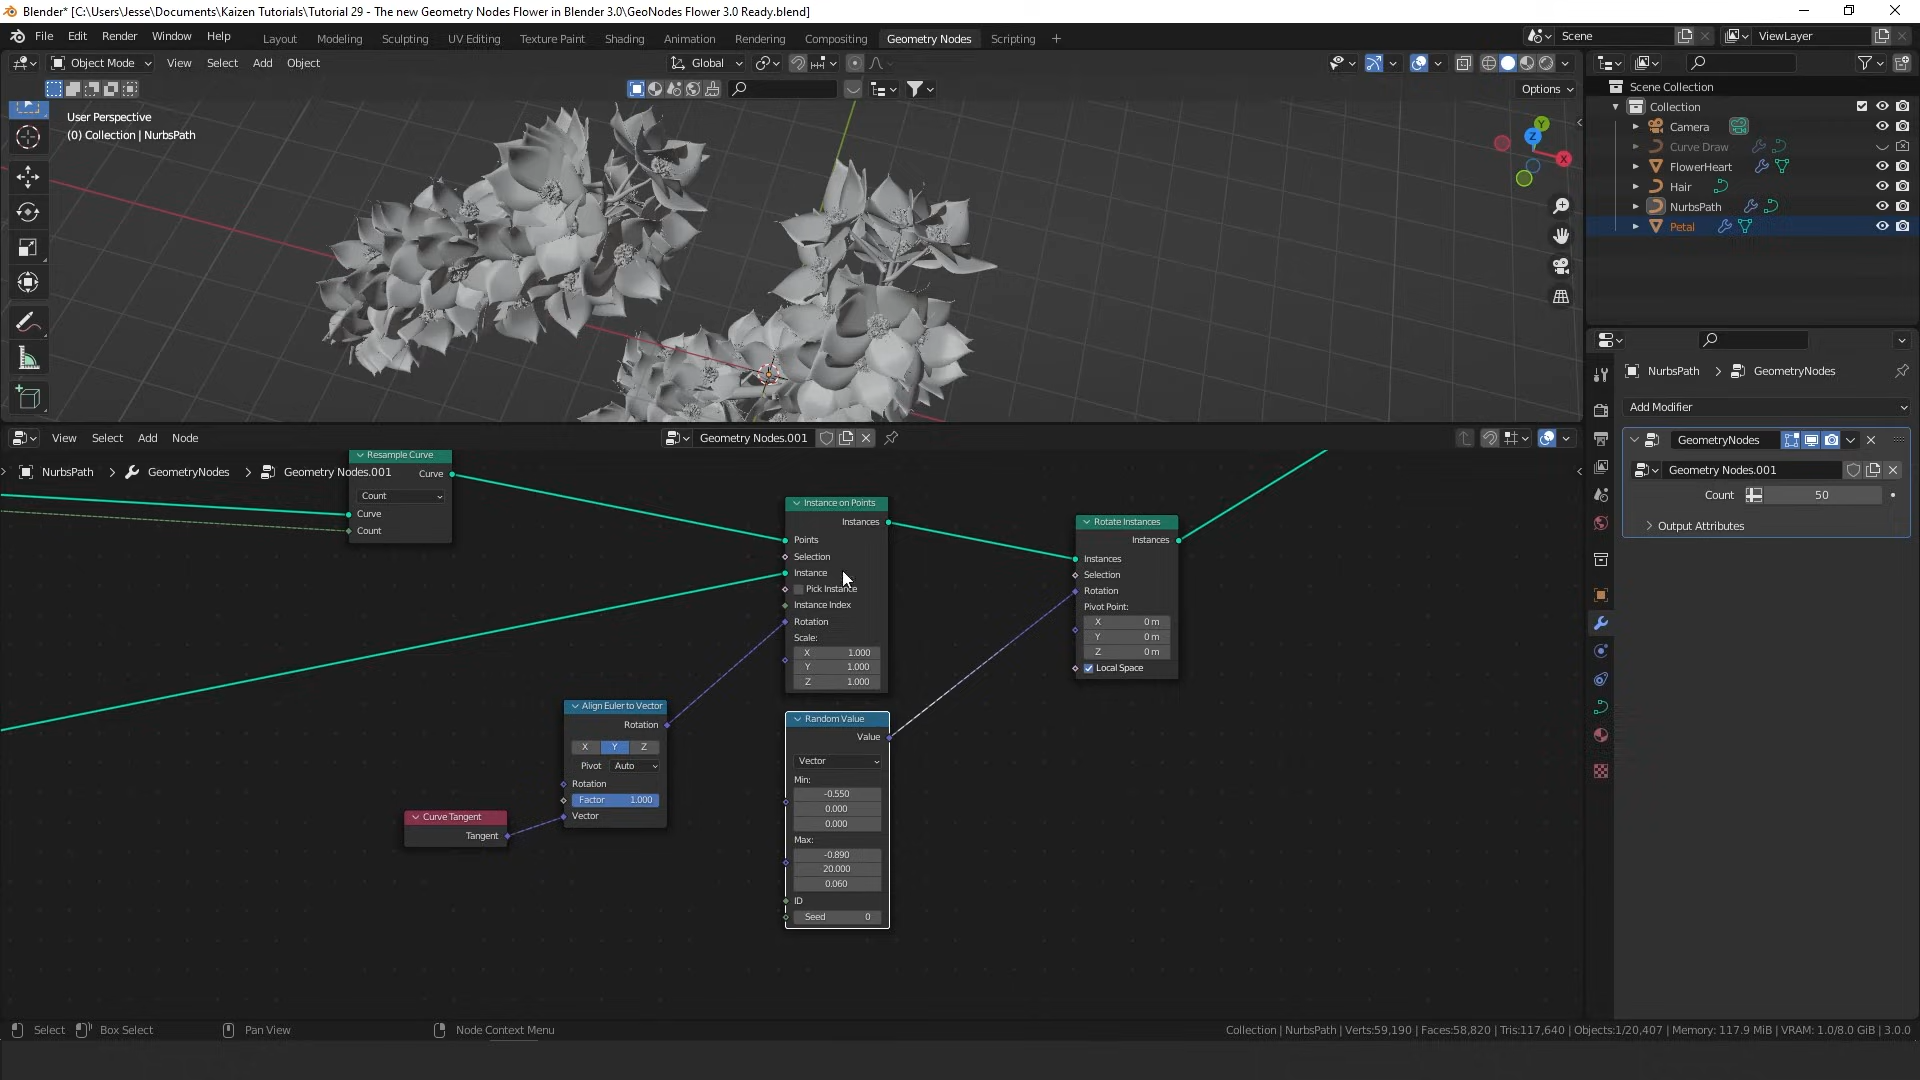 Blender* [C:\Users\Jesse\Documents\Kaizen Tutorials\Tutorial 29 - The new Geometry Nodes Flower in Blender 3.0\GeoNodes Flower 3.0 Ready.blend]
File Edit Render Window Help Layout Modeling Sculpting UV Editing Texture Paint Shading Animation Rendering Compositing Geometry Nodes Scripting + Scene ViewLayer
Object Mode View Select Add Object Global
Options
User Perspective
(0) Collection | NurbsPath
Y
Z
X
Scene Collection
Collection
Camera
Curve Draw
FlowerHeart
Hair
NurbsPath
Petal
NurbsPath > GeometryNodes
Add Modifier
GeometryNodes
Geometry Nodes.001
Count 50
Output Attributes
View Select Add Node Geometry Nodes.001
NurbsPath > GeometryNodes > Geometry Nodes.001
Resample Curve
Curve
Count
Curve
Count
Instance on Points
Instances
Points
Selection
Instance
Pick Instance
Instance Index
Rotation
Scale:
X 1.000
Y 1.000
Z 1.000
Rotate Instances
Instances
Instances
Selection
Rotation
Pivot Point:
X 0 m
Y 0 m
Z 0 m
Local Space
Align Euler to Vector
Rotation
X Y Z
Pivot Auto
Rotation
Factor 1.000
Vector
Curve Tangent
Tangent
Random Value
Value
Vector
Min:
-0.550
0.000
0.000
Max:
-0.890
20.000
0.060
ID
Seed 0
Select Box Select Pan View Node Context Menu Collection | NurbsPath | Verts:59,190 | Faces:58,820 | Tris:117,640 | Objects:1/20,407 | Memory: 117.9 MiB | VRAM: 1.0/8.0 GiB | 3.0.0